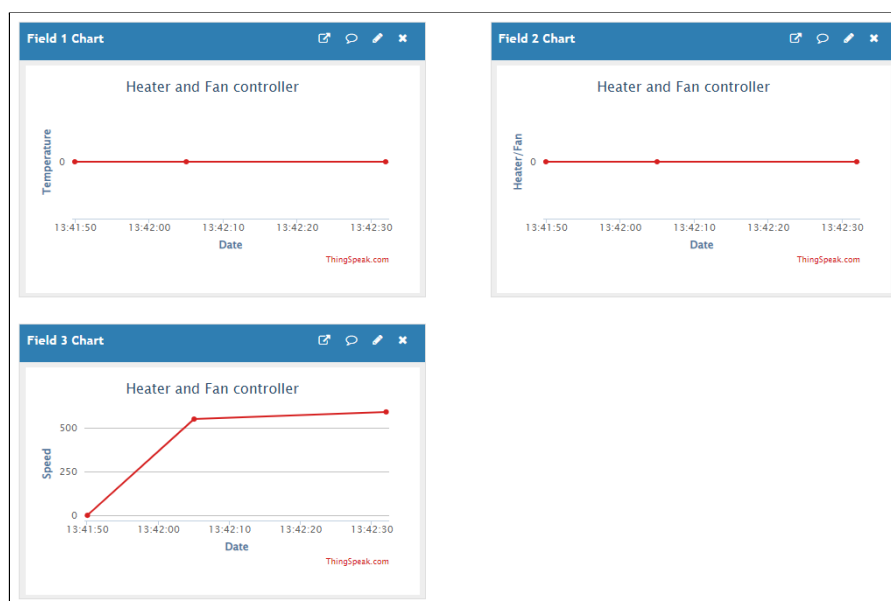 Field 1 Chart
Heater and Fan controller
Temperature
0
13:41:50 13:42:00 13:42:10 13:42:20 13:42:30
Date
ThingSpeak.com
Field 2 Chart
Heater and Fan controller
Heater/Fan
0
13:41:50 13:42:00 13:42:10 13:42:20 13:42:30
Date
ThingSpeak.com
Field 3 Chart
Heater and Fan controller
Speed
500
250
0
13:41:50 13:42:00 13:42:10 13:42:20 13:42:30
Date
ThingSpeak.com